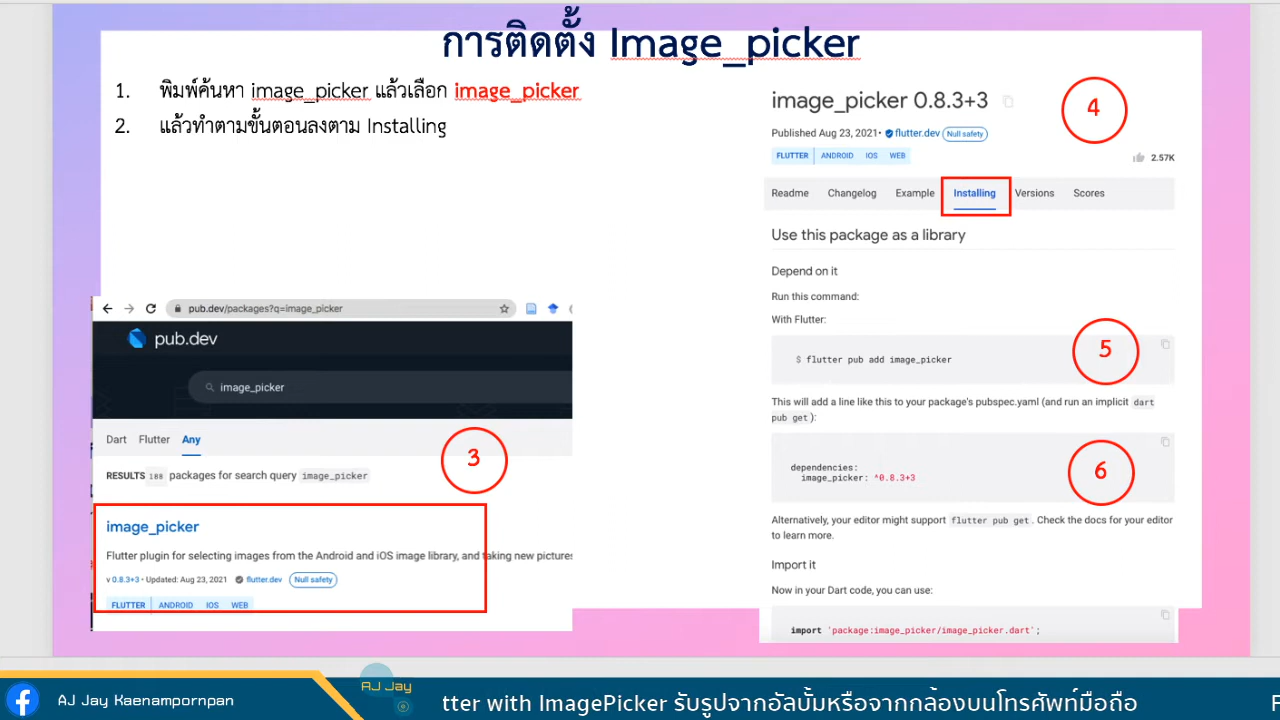 การติดตั้ง Image_picker
1. พิมพ์ค้นหา image_picker แล้วเลือก image_picker
2. แล้วทำตามขั้นตอนลงตาม Installing
pub.dev/packages?q=image_picker
pub.dev
image_picker
Dart Flutter Any
3
RESULTS 188 packages for search query image_picker
image_picker
Flutter plugin for selecting images from the Android and iOS image library, and taking new pictures
v 0.8.3+3 • Updated: Aug 23, 2021 flutter.dev Null safety
FLUTTER ANDROID IOS WEB
image_picker 0.8.3+3
4
Published Aug 23, 2021 • flutter.dev Null safety
FLUTTER ANDROID IOS WEB
2.57K
Readme Changelog Example Installing Versions Scores
Use this package as a library
Depend on it
Run this command:
With Flutter:
$ flutter pub add image_picker
5
This will add a line like this to your package's pubspec.yaml (and run an implicit dart
pub get):
dependencies:
image_picker: ^0.8.3+3
6
Alternatively, your editor might support flutter pub get. Check the docs for your editor
to learn more.
Import it
Now in your Dart code, you can use:
import 'package:image_picker/image_picker.dart';
AJ Jay Kaenampornpan
AJ Jay
tter with ImagePicker รับรูปจากอัลบั้มหรือจากกล้องบนโทรศัพท์มือถือ